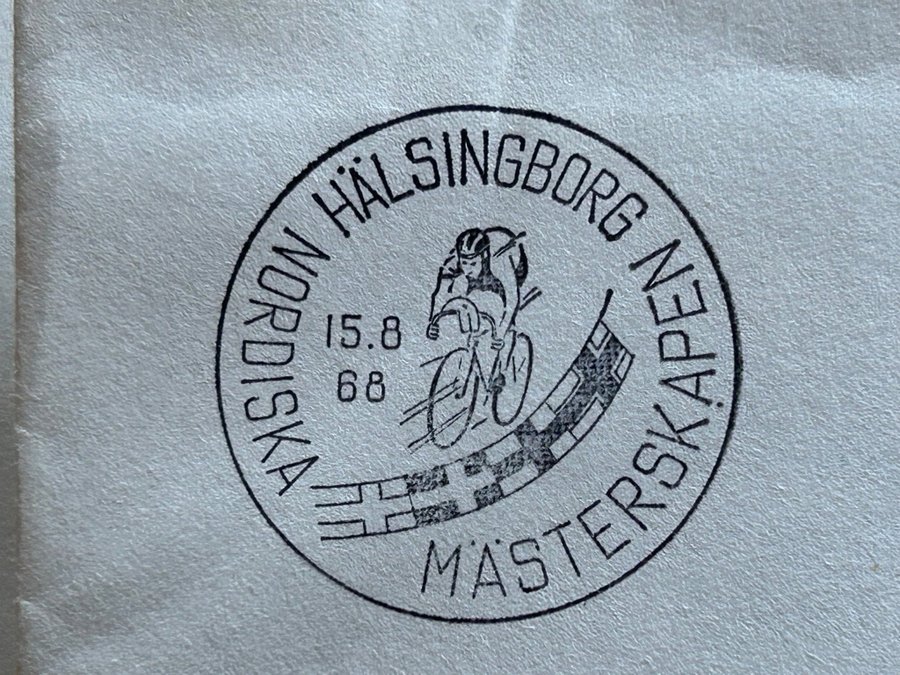 HÄLSINGBORG
NORDISKA MÄSTERSKAPEN
15.8
68